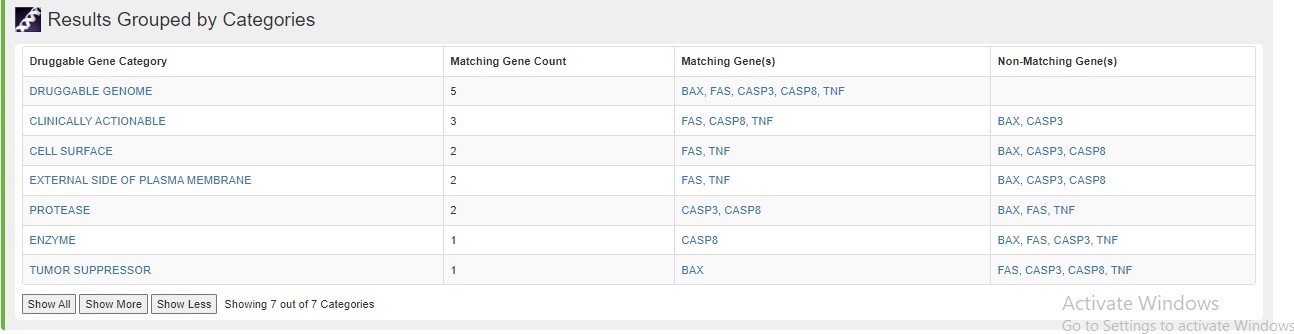 Results Grouped by Categories
Druggable Gene Category Matching Gene Count Matching Gene(s) Non-Matching Gene(s)
DRUGGABLE GENOME 5 BAX, FAS, CASP3, CASP8, TNF
CLINICALLY ACTIONABLE 3 FAS, CASP8, TNF BAX, CASP3
CELL SURFACE 2 FAS, TNF BAX, CASP3, CASP8
EXTERNAL SIDE OF PLASMA MEMBRANE 2 FAS, TNF BAX, CASP3, CASP8
PROTEASE 2 CASP3, CASP8 BAX, FAS, TNF
ENZYME 1 CASP8 BAX, FAS, CASP3, TNF
TUMOR SUPPRESSOR 1 BAX FAS, CASP3, CASP8, TNF
Show All Show More Show Less Showing 7 out of 7 Categories
Activate Windows
Go to Settings to activate Windows